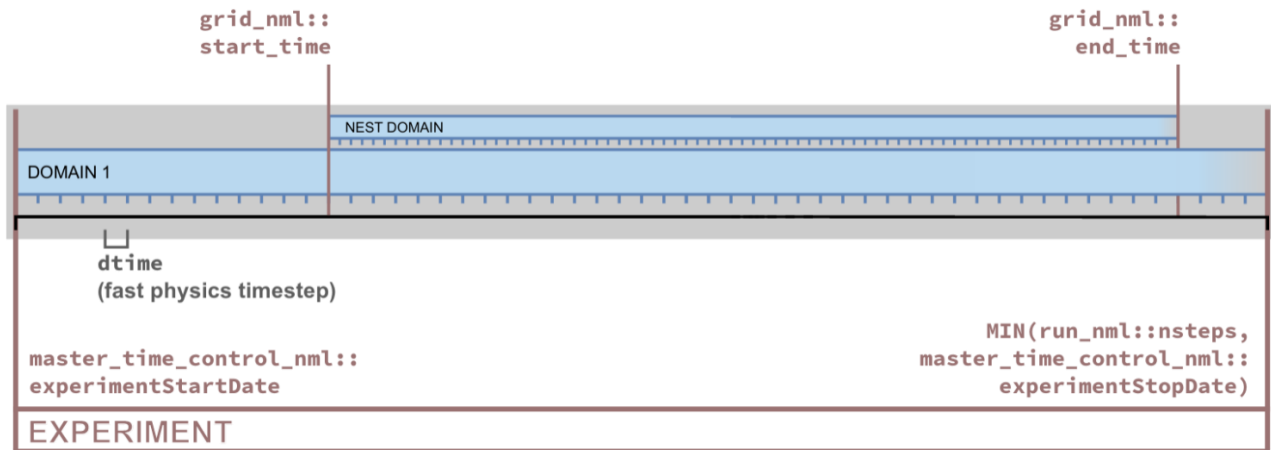 grid_nml::
start_time
grid_nml::
end_time
NEST DOMAIN
DOMAIN 1
dtime
(fast physics timestep)
master_time_control_nml::
experimentStartDate
MIN(run_nml::nsteps,
master_time_control_nml::
experimentStopDate)
EXPERIMENT